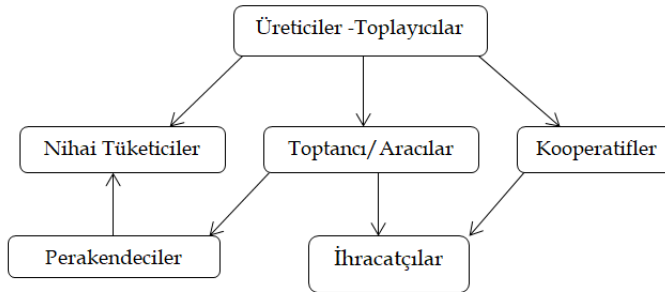 Üreticiler -Toplayıcılar
Nihai Tüketiciler
Toptancı/Aracılar
Kooperatifler
Perakendeciler
İhracatçılar